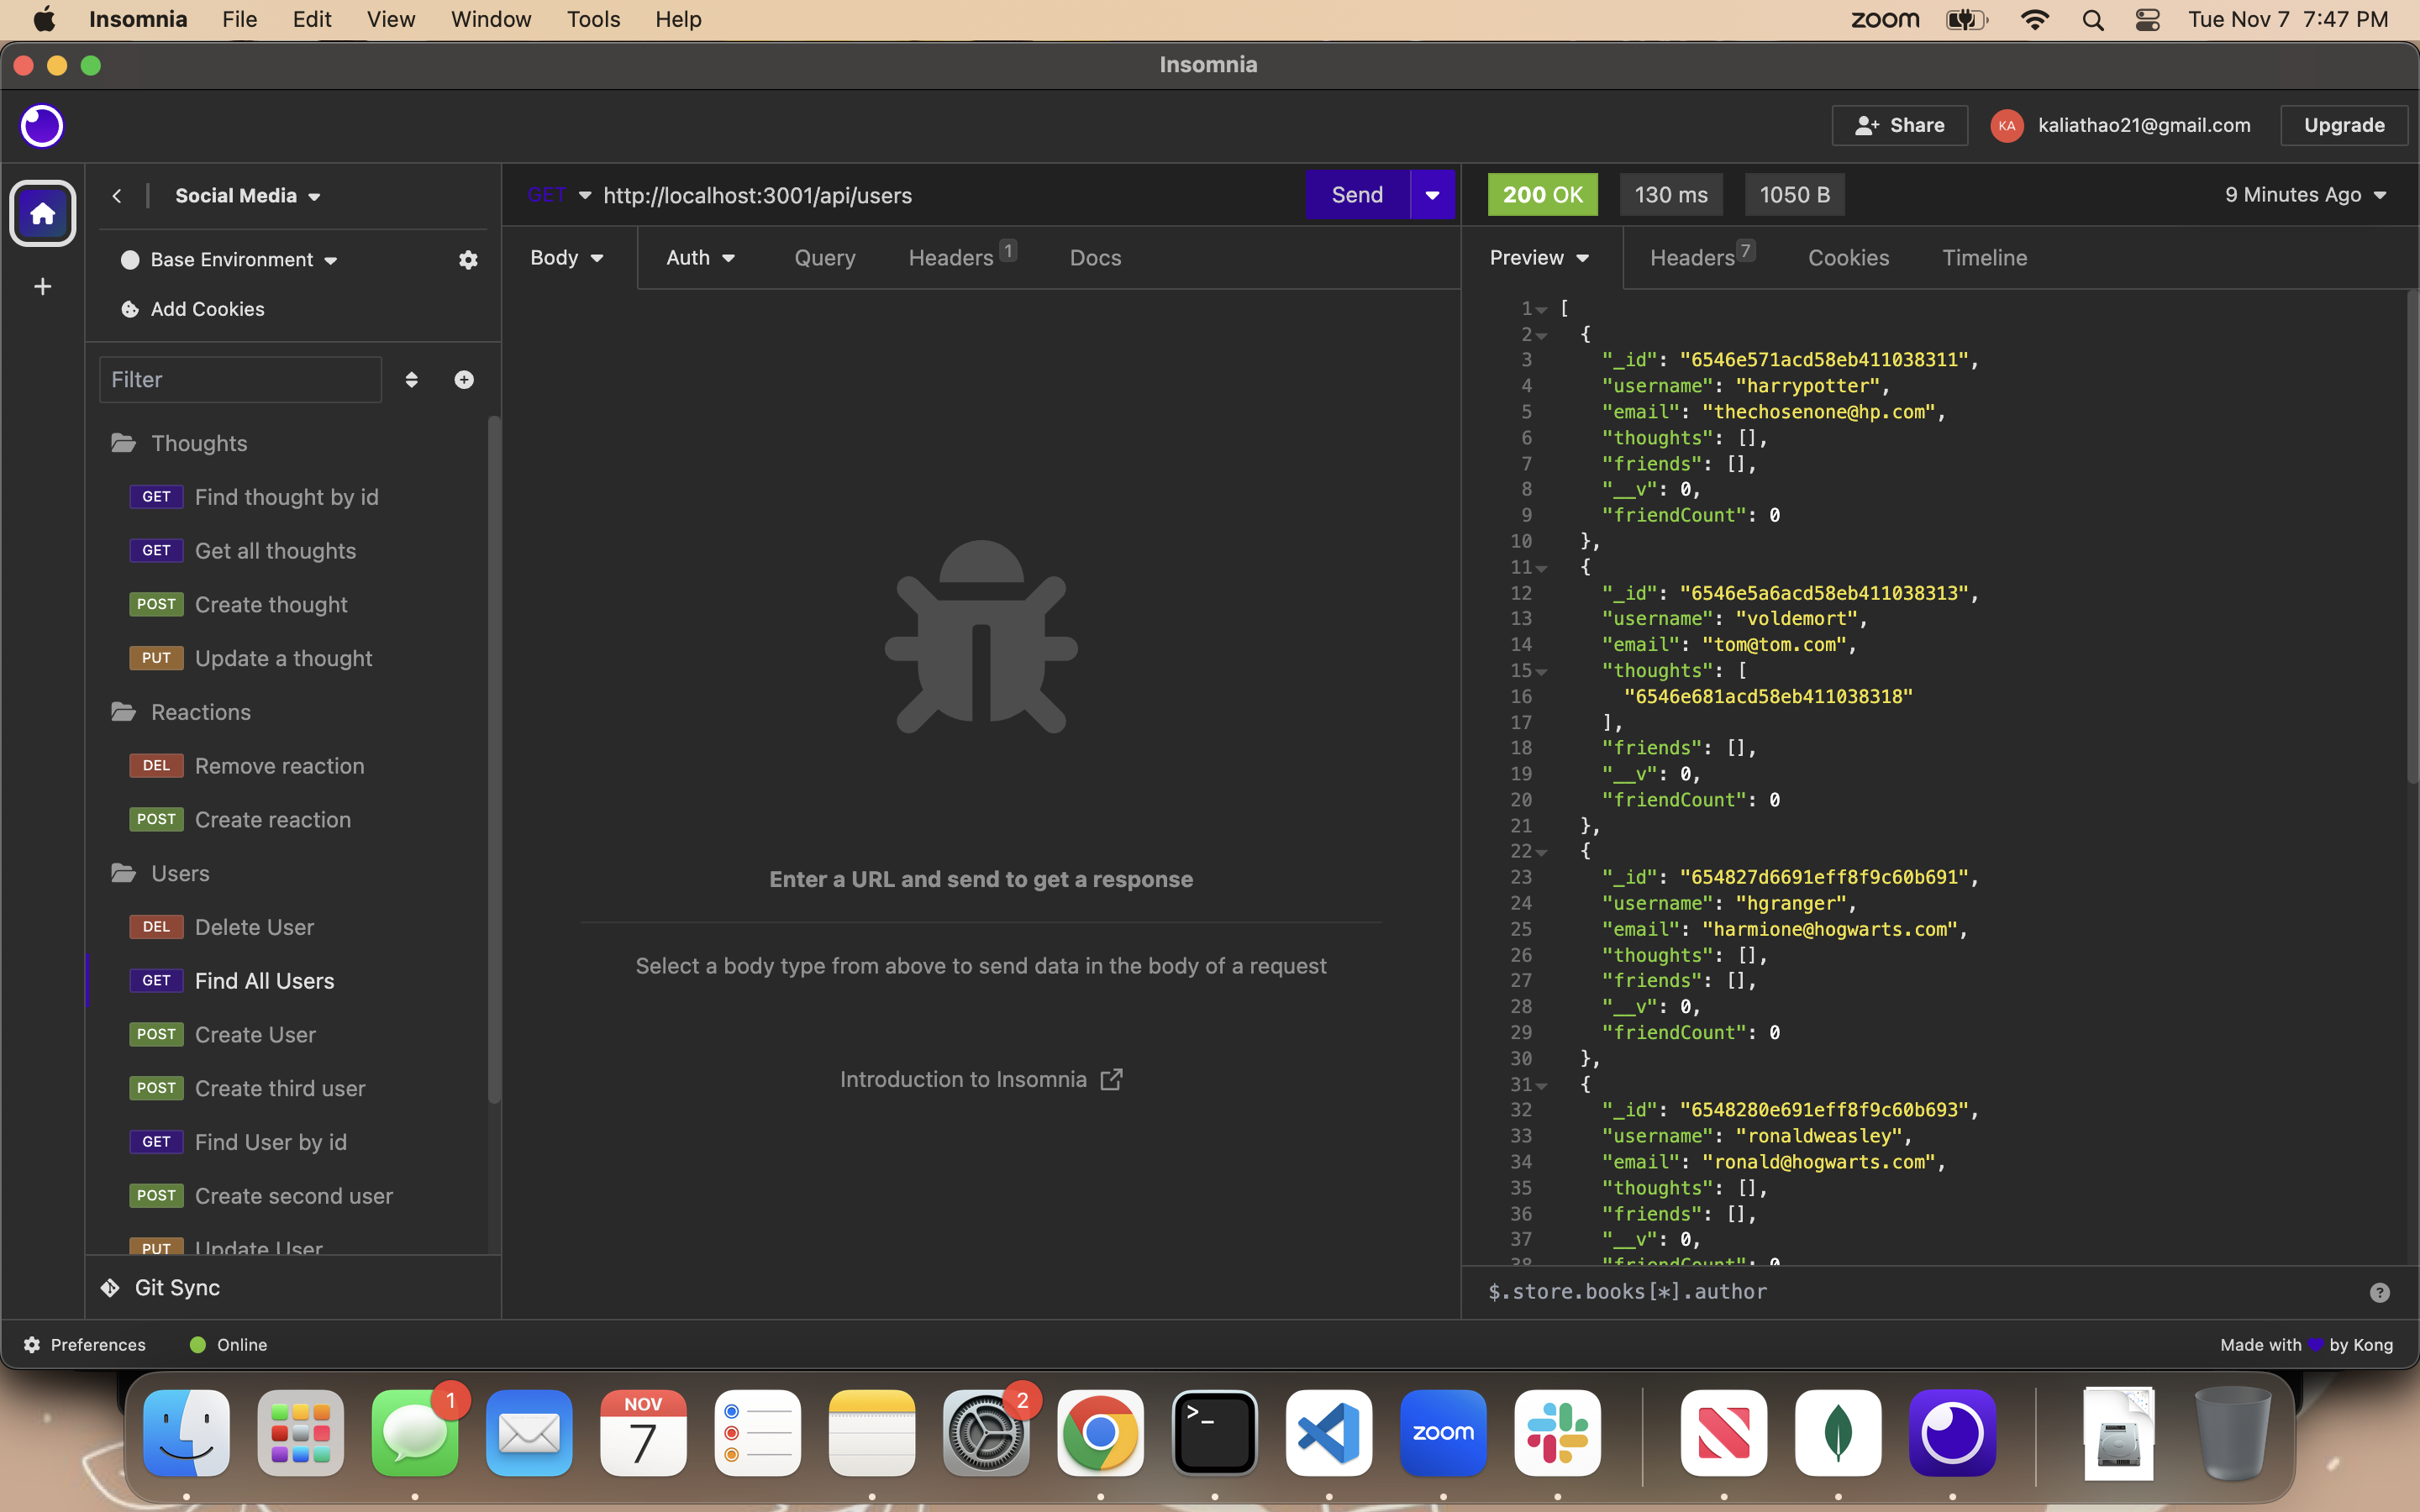 Insomnia File Edit View Window Tools Help
zoom Tue Nov 7 7:47 PM
Insomnia
Share KA kaliathao21@gmail.com Upgrade
Social Media
Base Environment
Add Cookies
Filter
Thoughts
GET Find thought by id
GET Get all thoughts
POST Create thought
PUT Update a thought
Reactions
DEL Remove reaction
POST Create reaction
Users
DEL Delete User
GET Find All Users
POST Create User
POST Create third user
GET Find User by id
POST Create second user
PUT Update User
Git Sync
GET http://localhost:3001/api/users Send
Body Auth Query Headers 1 Docs
Enter a URL and send to get a response
Select a body type from above to send data in the body of a request
Introduction to Insomnia
200 OK 130 ms 1050 B 9 Minutes Ago
Preview Headers 7 Cookies Timeline
1 [
2 {
3 "_id": "6546e571acd58eb411038311",
4 "username": "harrypotter",
5 "email": "thechosenone@hp.com",
6 "thoughts": [],
7 "friends": [],
8 "__v": 0,
9 "friendCount": 0
10 },
11 {
12 "_id": "6546e5a6acd58eb411038313",
13 "username": "voldemort",
14 "email": "tom@tom.com",
15 "thoughts": [
16 "6546e681acd58eb411038318"
17 ],
18 "friends": [],
19 "__v": 0,
20 "friendCount": 0
21 },
22 {
23 "_id": "654827d6691eff8f9c60b691",
24 "username": "hgranger",
25 "email": "harmione@hogwarts.com",
26 "thoughts": [],
27 "friends": [],
28 "__v": 0,
29 "friendCount": 0
30 },
31 {
32 "_id": "6548280e691eff8f9c60b693",
33 "username": "ronaldweasley",
34 "email": "ronald@hogwarts.com",
35 "thoughts": [],
36 "friends": [],
37 "__v": 0,
38 "friendCount": 0
$.store.books[*].author
Preferences Online
Made with by Kong
1
NOV
7
2
>_
zoom